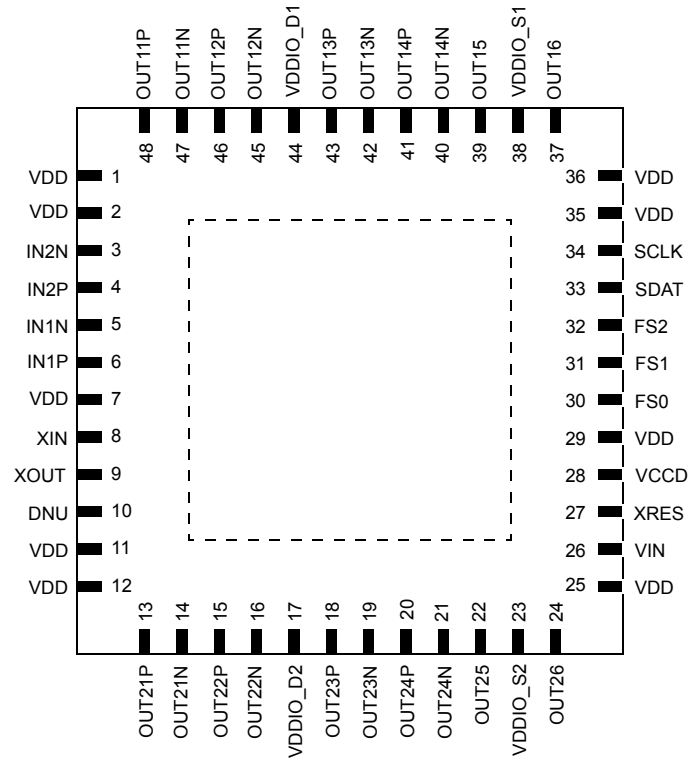 OUT11P
OUT11N
OUT12P
OUT12N
VDDIO_D1
OUT13P
OUT13N
OUT14P
OUT14N
OUT15
VDDIO_S1
OUT16
48
47
46
45
44
43
42
41
40
39
38
37
VDD 1
VDD 2
IN2N 3
IN2P 4
IN1N 5
IN1P 6
VDD 7
XIN 8
XOUT 9
DNU 10
VDD 11
VDD 12
36 VDD
35 VDD
34 SCLK
33 SDAT
32 FS2
31 FS1
30 FS0
29 VDD
28 VCCD
27 XRES
26 VIN
25 VDD
13
14
15
16
17
18
19
20
21
22
23
24
OUT21P
OUT21N
OUT22P
OUT22N
VDDIO_D2
OUT23P
OUT23N
OUT24P
OUT24N
OUT25
VDDIO_S2
OUT26